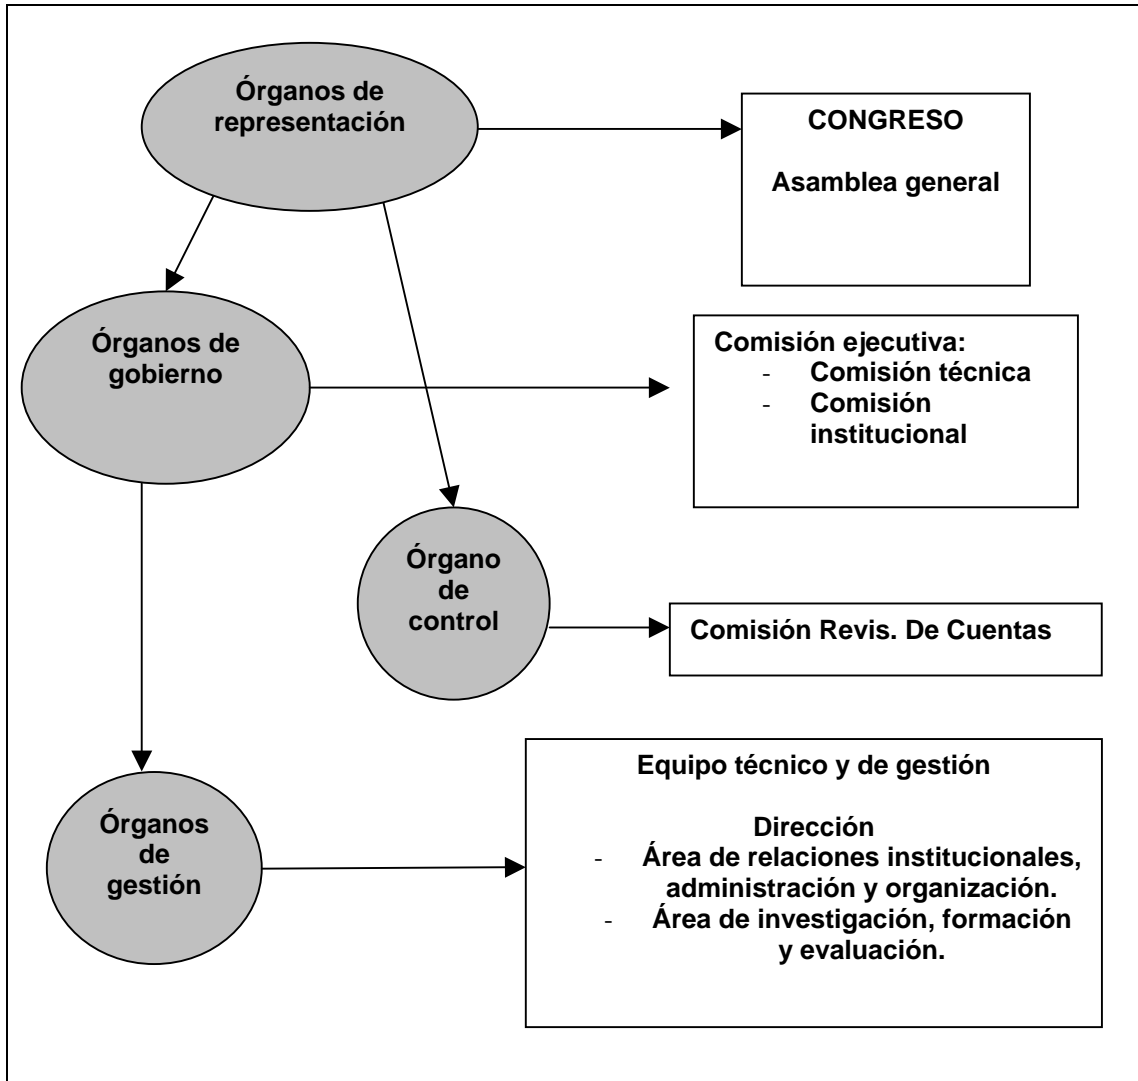 Órganos de
representación
CONGRESO
Asamblea general
Órganos de
gobierno
Comisión ejecutiva:
- Comisión técnica
- Comisión
institucional
Órgano
de
control
Comisión Revis. De Cuentas
Órganos
de
gestión
Equipo técnico y de gestión
Dirección
- Área de relaciones institucionales,
administración y organización.
- Área de investigación, formación
y evaluación.